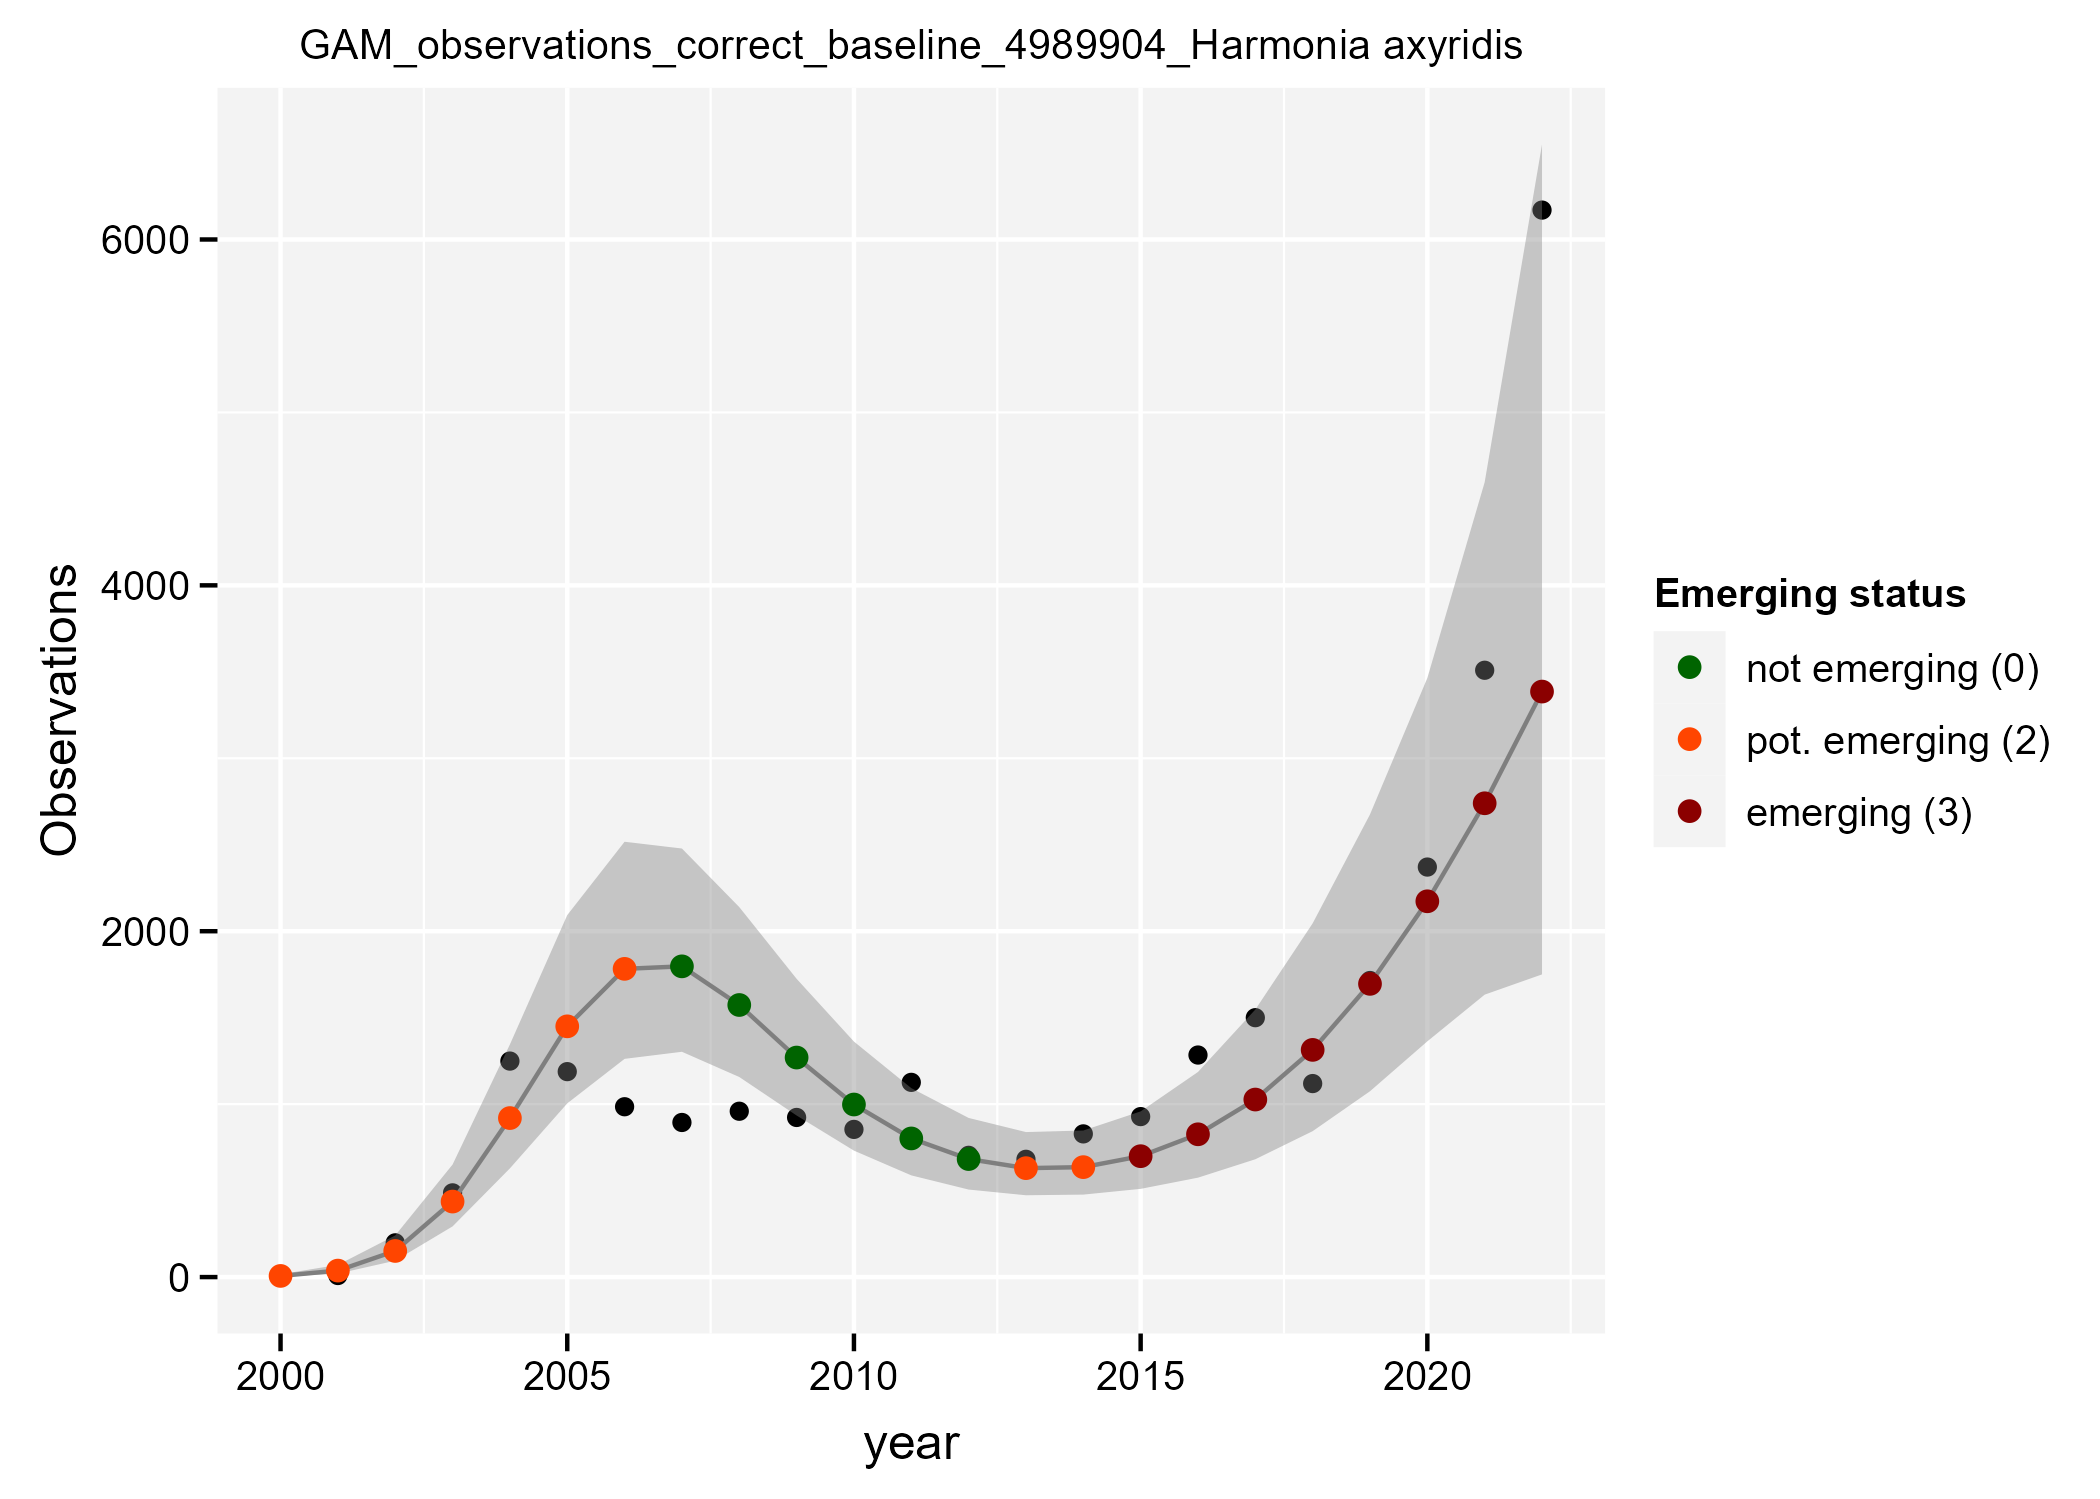 GAM_observations_correct_baseline_4989904_Harmonia axyridis
Observations
6000
4000
2000
0
2000 2005 2010 2015 2020
year
Emerging status
not emerging (0)
pot. emerging (2)
emerging (3)